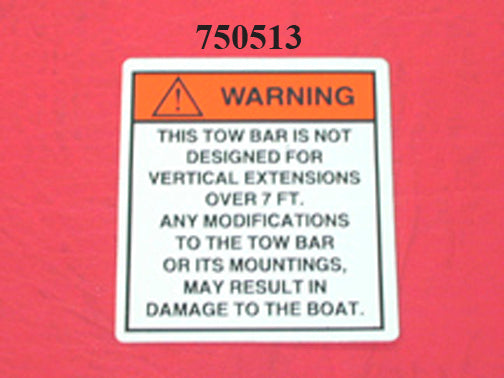 750513
WARNING
THIS TOW BAR IS NOT
DESIGNED FOR
VERTICAL EXTENSIONS
OVER 7 FT.
ANY MODIFICATIONS
TO THE TOW BAR
OR ITS MOUNTINGS,
MAY RESULT IN
DAMAGE TO THE BOAT.